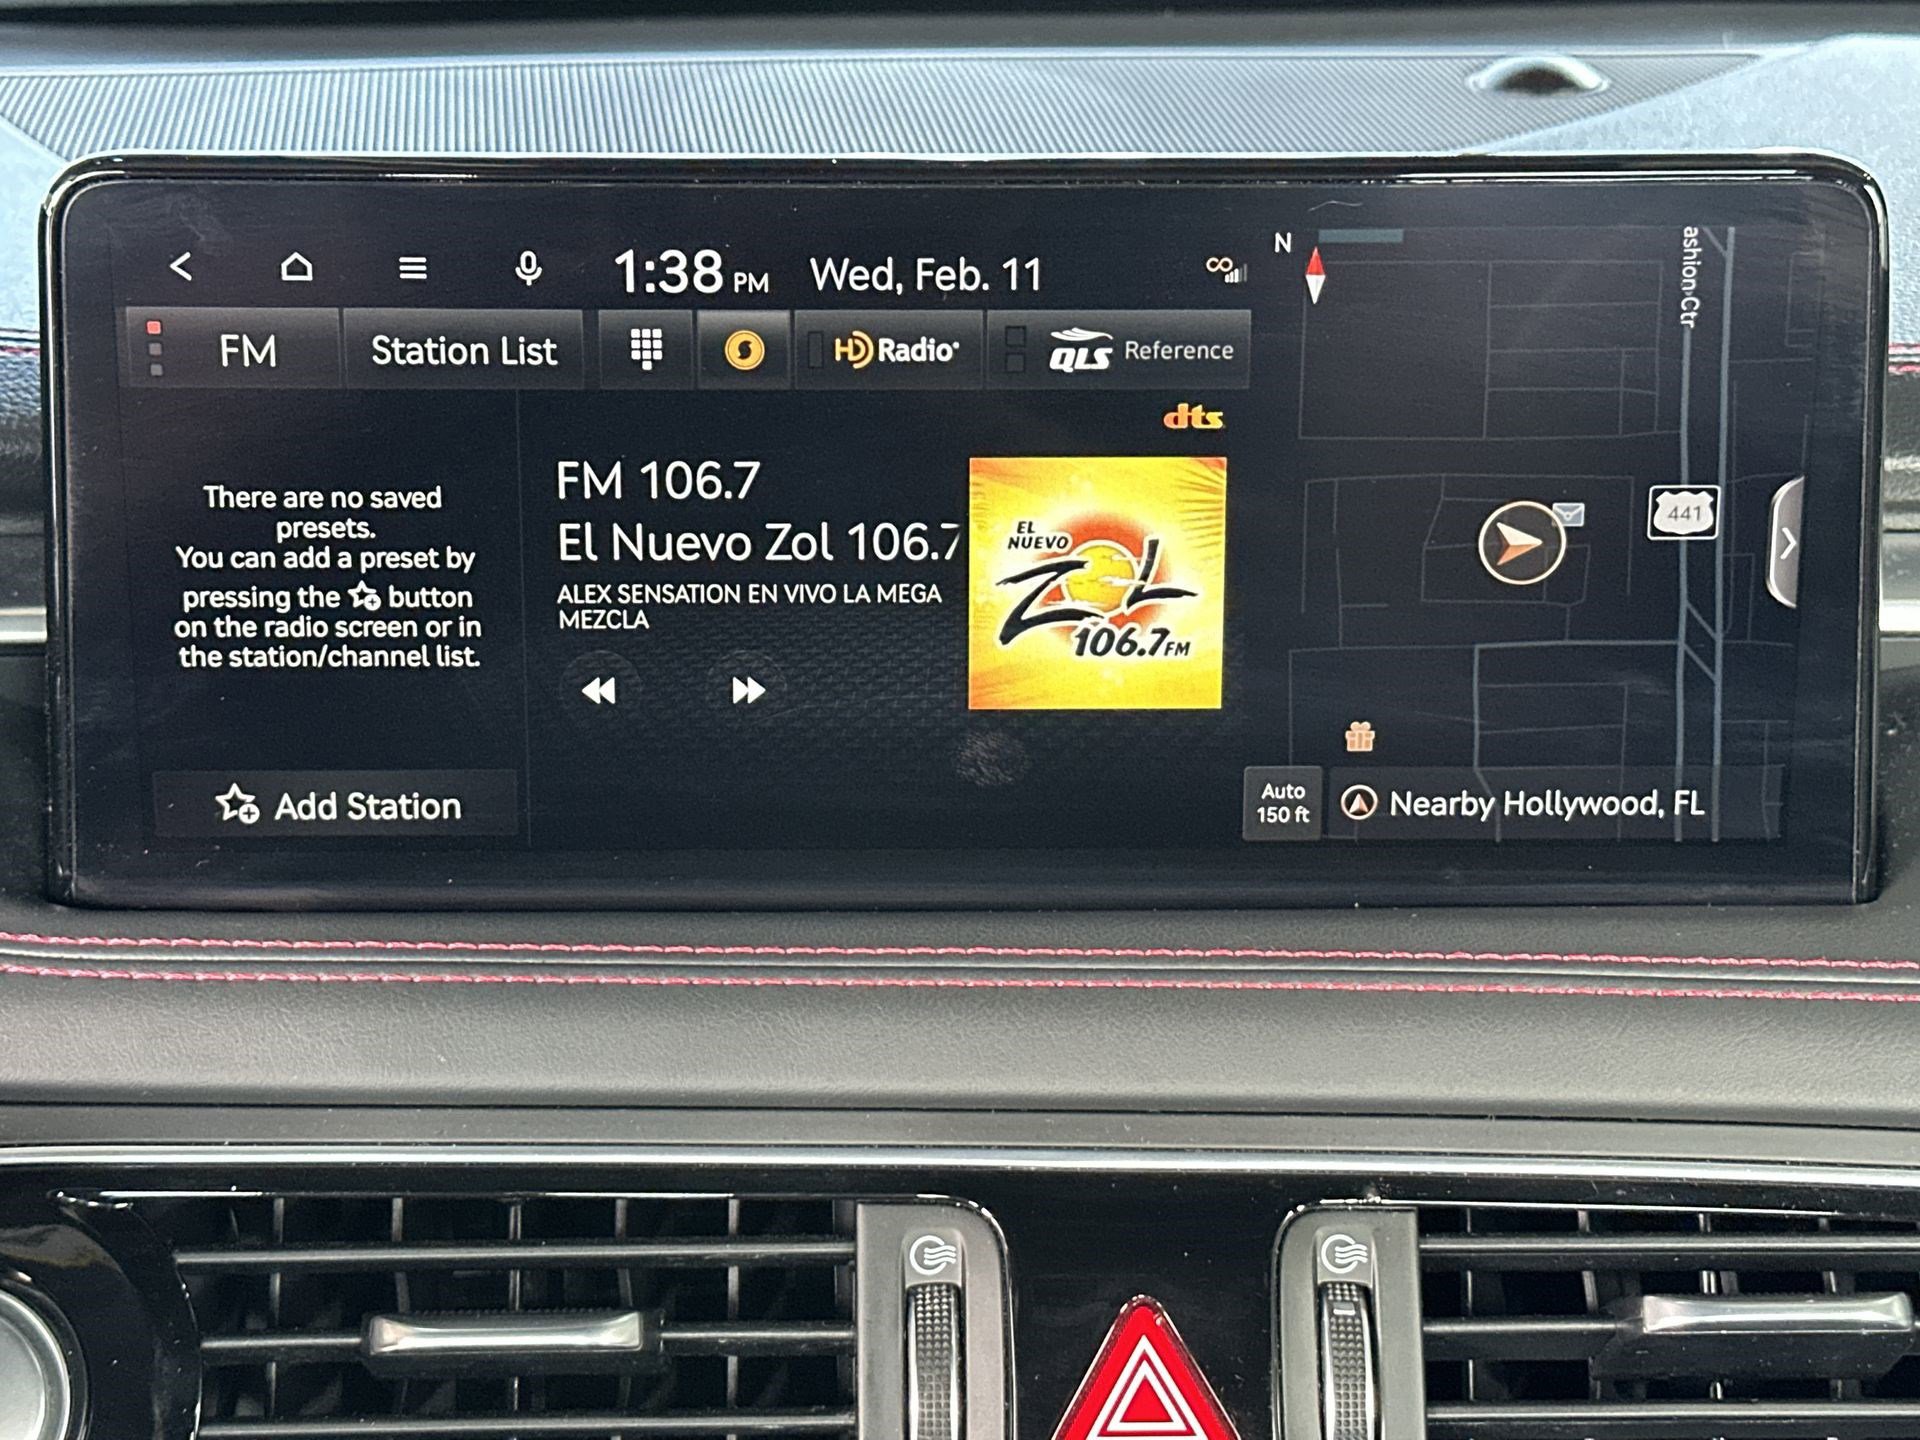 1:38 PM Wed, Feb. 11
FM
Station List
HD Radio
QLS Reference
dts
There are no saved
presets.
You can add a preset by
pressing the button
on the radio screen or in
the station/channel list.
Add Station
FM 106.7
El Nuevo Zol 106.7
ALEX SENSATION EN VIVO LA MEGA
MEZCLA
EL
NUEVO
ZOL
106.7FM
N
ashion Ctr
441
Auto
150 ft
Nearby Hollywood, FL